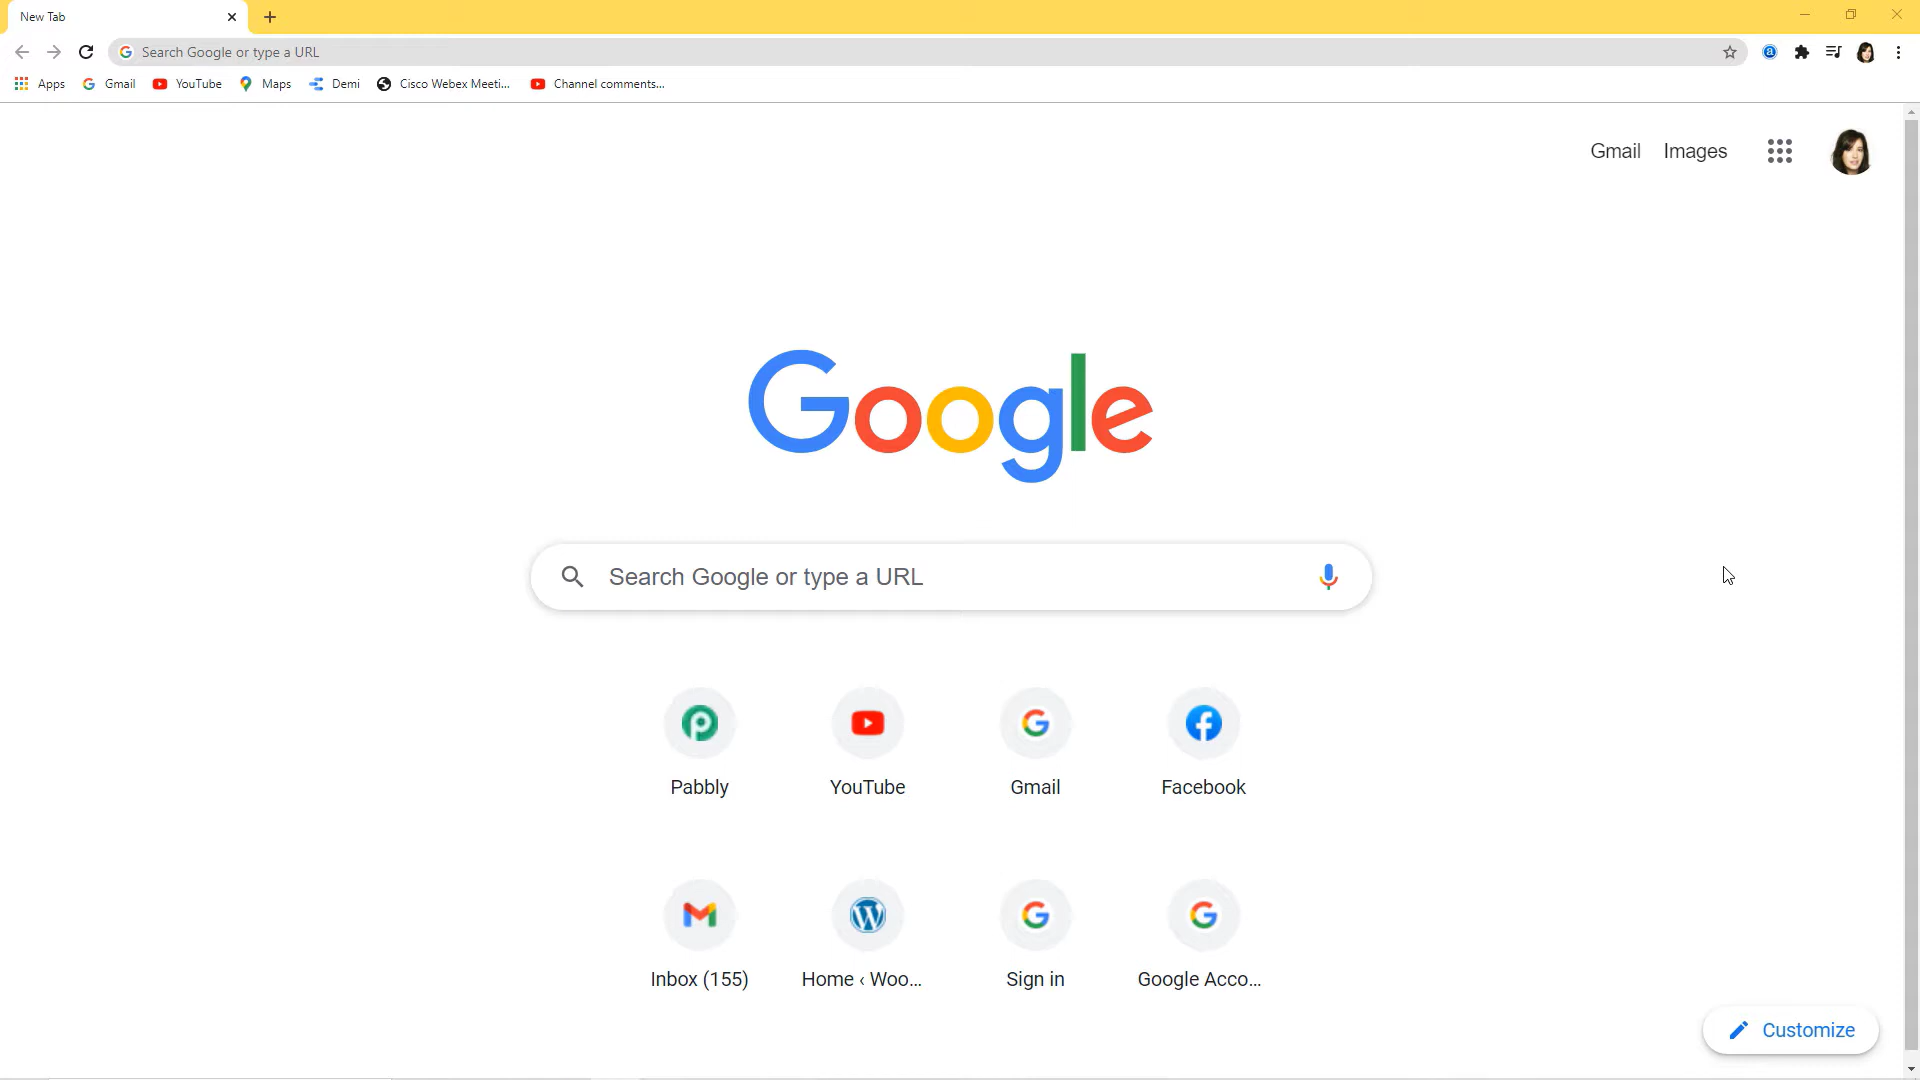 New Tab
Search Google or type a URL
Apps Gmail YouTube Maps Demi Cisco Webex Meeti... Channel comments...
Gmail Images
Google
Search Google or type a URL
Pabbly YouTube Gmail Facebook
Inbox (155) Home ‹ Woo... Sign in Google Acco...
Customize